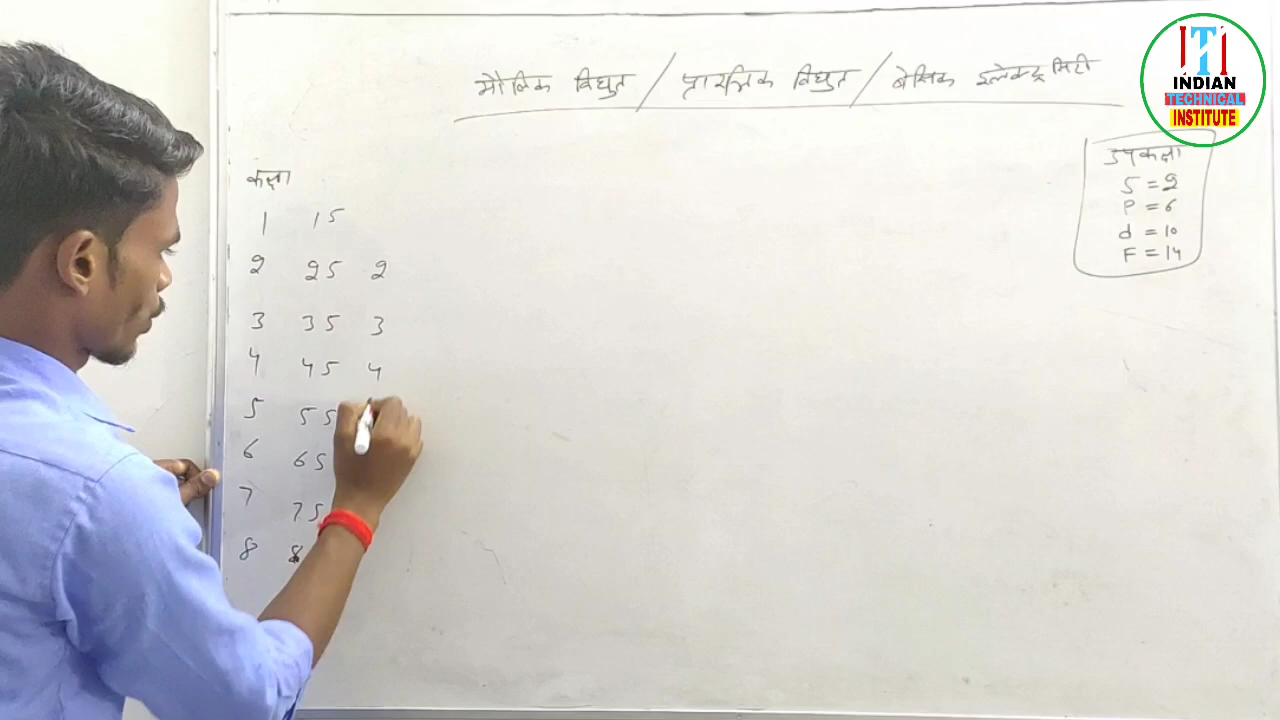 मौलिक विद्युत / प्रारम्भिक विद्युत / बेसिक इलेक्ट्रीसिटी
ITI
INDIAN
TECHNICAL
INSTITUTE
उपकक्षा
S = 2
P = 6
d = 10
F = 14
कक्षा
1 1S
2 2S 2
3 3S 3
4 4S 4
5 5S
6 6S
7 7S
8 8